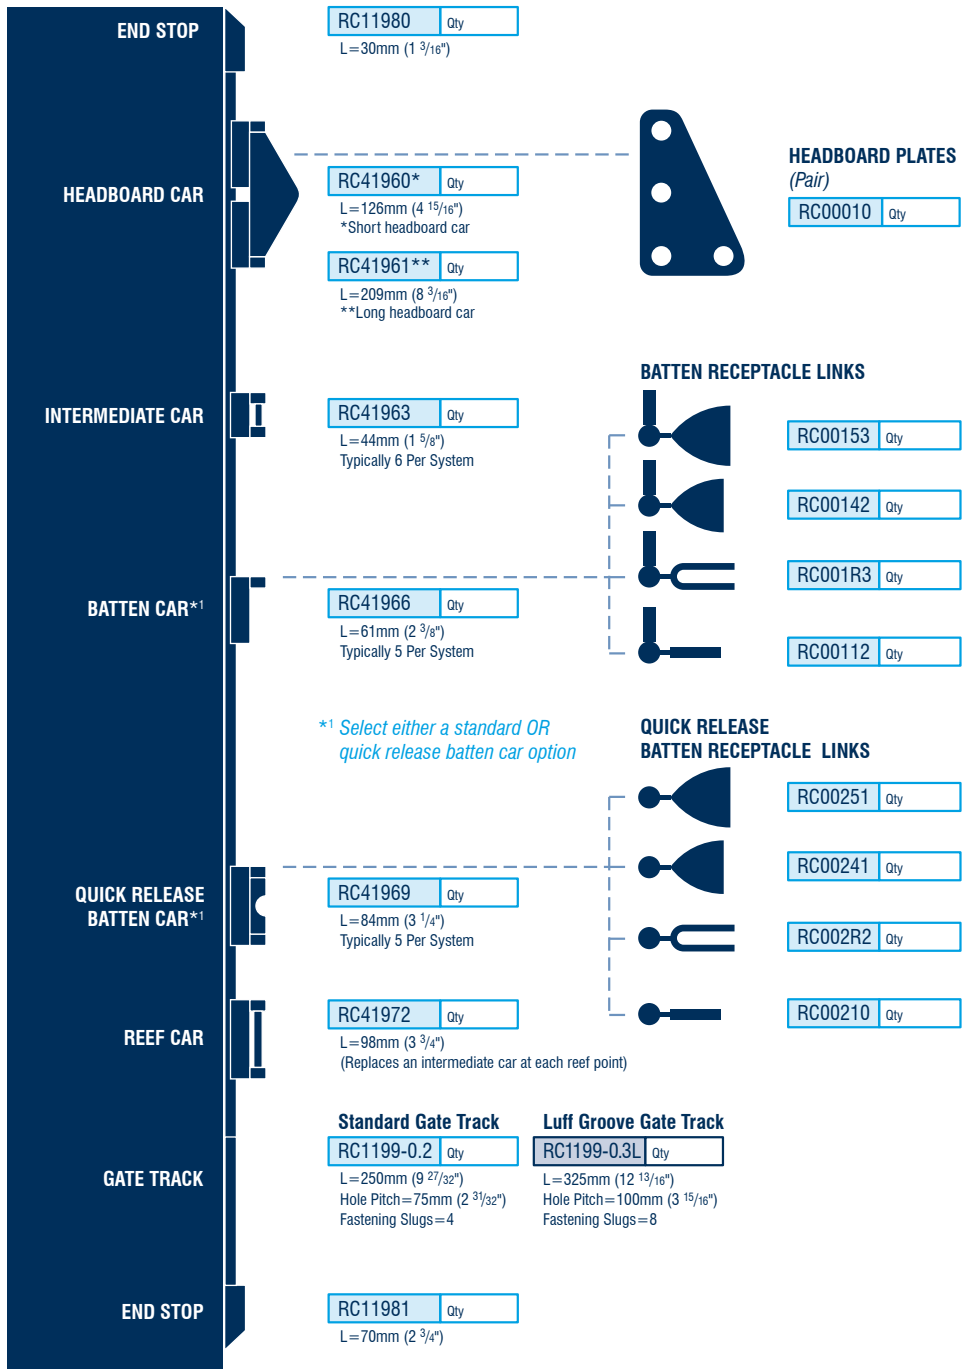 END STOP
RC11980 Qty
L=30mm (1 3/16")
HEADBOARD CAR
RC41960* Qty
L=126mm (4 15/16")
*Short headboard car
RC41961** Qty
L=209mm (8 3/16")
**Long headboard car
HEADBOARD PLATES
(Pair)
RC00010 Qty
INTERMEDIATE CAR
RC41963 Qty
L=44mm (1 5/8")
Typically 6 Per System
BATTEN RECEPTACLE LINKS
RC00153 Qty
RC00142 Qty
RC001R3 Qty
RC00112 Qty
BATTEN CAR*1
RC41966 Qty
L=61mm (2 3/8")
Typically 5 Per System
*1 Select either a standard OR
quick release batten car option
QUICK RELEASE
BATTEN RECEPTACLE LINKS
RC00251 Qty
RC00241 Qty
RC002R2 Qty
RC00210 Qty
QUICK RELEASE
BATTEN CAR*1
RC41969 Qty
L=84mm (3 1/4")
Typically 5 Per System
REEF CAR
RC41972 Qty
L=98mm (3 3/4")
(Replaces an intermediate car at each reef point)
GATE TRACK
Standard Gate Track
RC1199-0.2 Qty
L=250mm (9 27/32")
Hole Pitch=75mm (2 31/32")
Fastening Slugs=4
Luff Groove Gate Track
RC1199-0.3L Qty
L=325mm (12 13/16")
Hole Pitch=100mm (3 15/16")
Fastening Slugs=8
END STOP
RC11981 Qty
L=70mm (2 3/4")